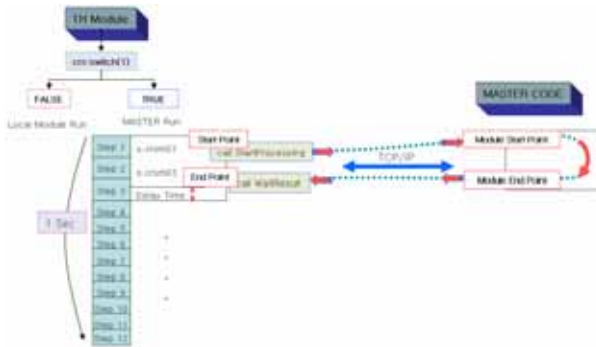 TH Module
MASTER CODE
FALSE
TRUE
Local Module Run
MASTER Run
Start Point
Module Start Point
Step 1
call StartProcessing
TCP/IP
Step 2
End Point
Module End Point
call WaitResult
Step 3
Delay Time
Step 4
Step 5
1 Sec
Step 6
Step 7
Step 8
Step 9
Step 10
Step 11
Step 12